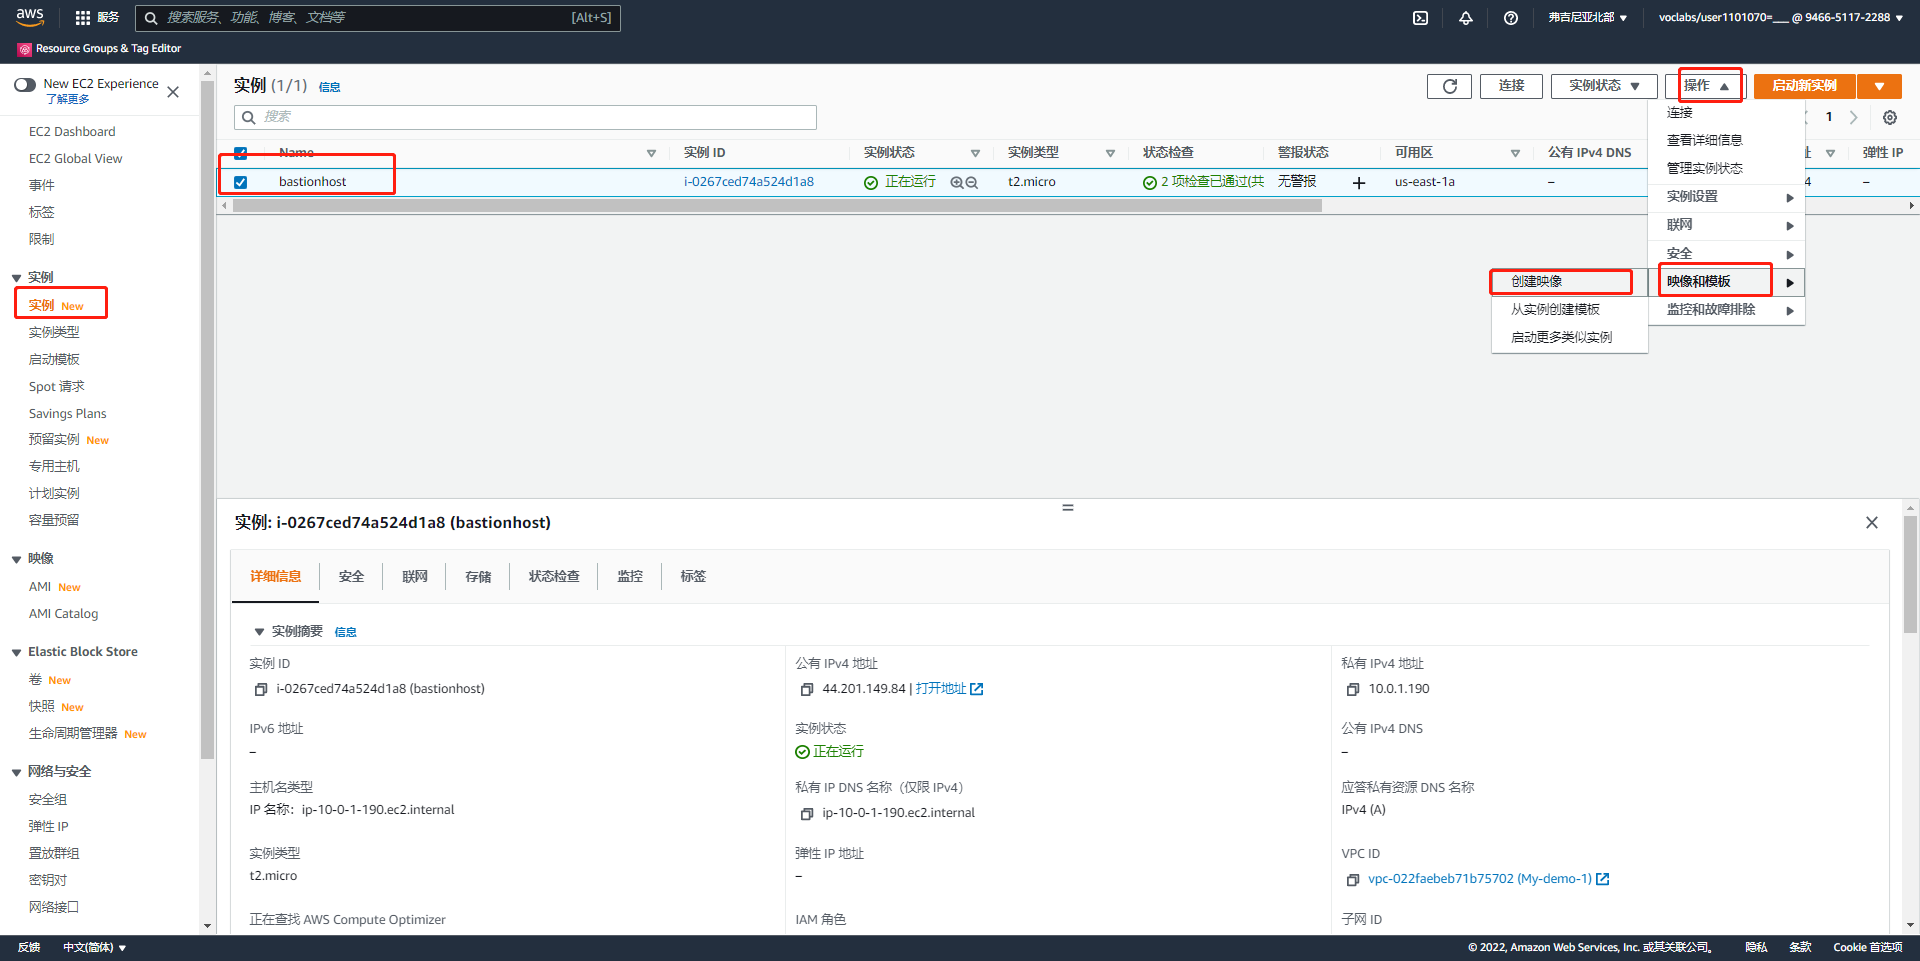 aws
服务
搜索服务、功能、博客、文档等
[Alt+S]
弗吉尼亚北部
voclabs/user1101070=___ @ 9466-5117-2288
Resource Groups & Tag Editor
New EC2 Experience
了解更多
EC2 Dashboard
EC2 Global View
事件
标签
限制
实例
实例 New
实例类型
启动模板
Spot 请求
Savings Plans
预留实例 New
专用主机
计划实例
容量预留
映像
AMI New
AMI Catalog
Elastic Block Store
卷 New
快照 New
生命周期管理器 New
网络与安全
安全组
弹性 IP
置放群组
密钥对
网络接口
实例 (1/1) 信息
连接
实例状态
操作
启动新实例
搜索
1
Name
实例 ID
实例状态
实例类型
状态检查
警报状态
可用区
公有 IPv4 DNS
址
弹性 IP
bastionhost
i-0267ced74a524d1a8
正在运行
t2.micro
2 项检查已通过(共
无警报
us-east-1a
–
4
–
连接
查看详细信息
管理实例状态
实例设置
联网
安全
映像和模板
监控和故障排除
创建映像
从实例创建模板
启动更多类似实例
实例: i-0267ced74a524d1a8 (bastionhost)
详细信息
安全
联网
存储
状态检查
监控
标签
实例摘要 信息
实例 ID
i-0267ced74a524d1a8 (bastionhost)
公有 IPv4 地址
44.201.149.84 | 打开地址
私有 IPv4 地址
10.0.1.190
IPv6 地址
–
实例状态
正在运行
公有 IPv4 DNS
–
主机名类型
IP 名称：ip-10-0-1-190.ec2.internal
私有 IP DNS 名称（仅限 IPv4）
ip-10-0-1-190.ec2.internal
应答私有资源 DNS 名称
IPv4 (A)
实例类型
t2.micro
弹性 IP 地址
–
VPC ID
vpc-022faebeb71b75702 (My-demo-1)
正在查找 AWS Compute Optimizer
IAM 角色
子网 ID
反馈
中文(简体)
© 2022, Amazon Web Services, Inc. 或其关联公司。
隐私
条款
Cookie 首选项